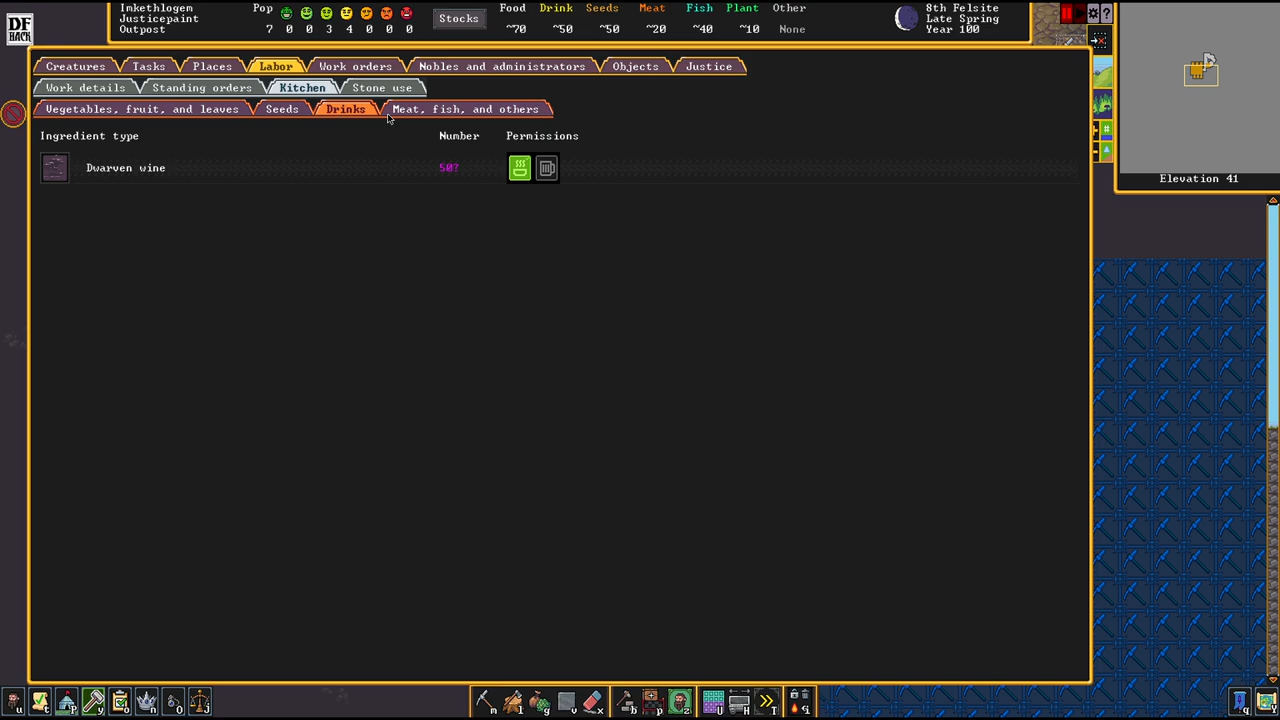 DF
HACK
Imkethlogem
Justicepaint
Outpost
Pop
7 0 0 3 4 0 0 0
Stocks
Food Drink Seeds Meat Fish Plant Other
~70 50 ~50 ~20 ~40 ~10 None
8th Felsite
Late Spring
Year 100
?
Creatures Tasks Places Labor Work orders Nobles and administrators Objects Justice
Work details Standing orders Kitchen Stone use
Vegetables, fruit, and leaves Seeds Drinks Meat, fish, and others
Ingredient type Number Permissions
Dwarven wine 50?
Elevation 41
u t P y o n O j m l g v x b p z U H T i q